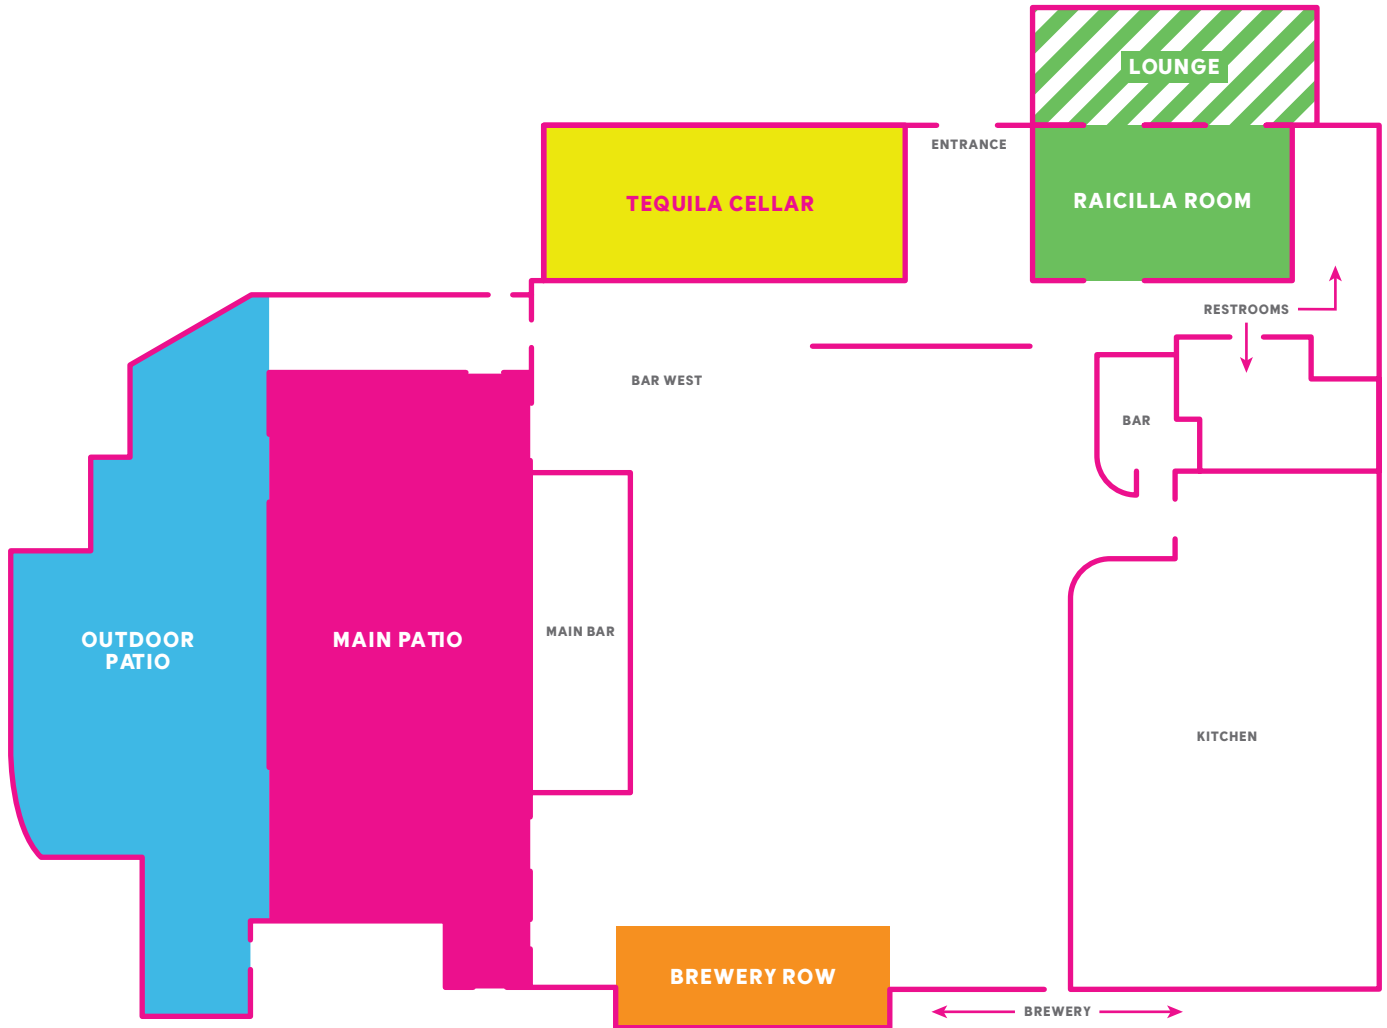 LOUNGE
ENTRANCE
TEQUILA CELLAR
RAICILLA ROOM
RESTROOMS
BAR WEST
BAR
MAIN BAR
OUTDOOR
PATIO
MAIN PATIO
KITCHEN
BREWERY ROW
BREWERY